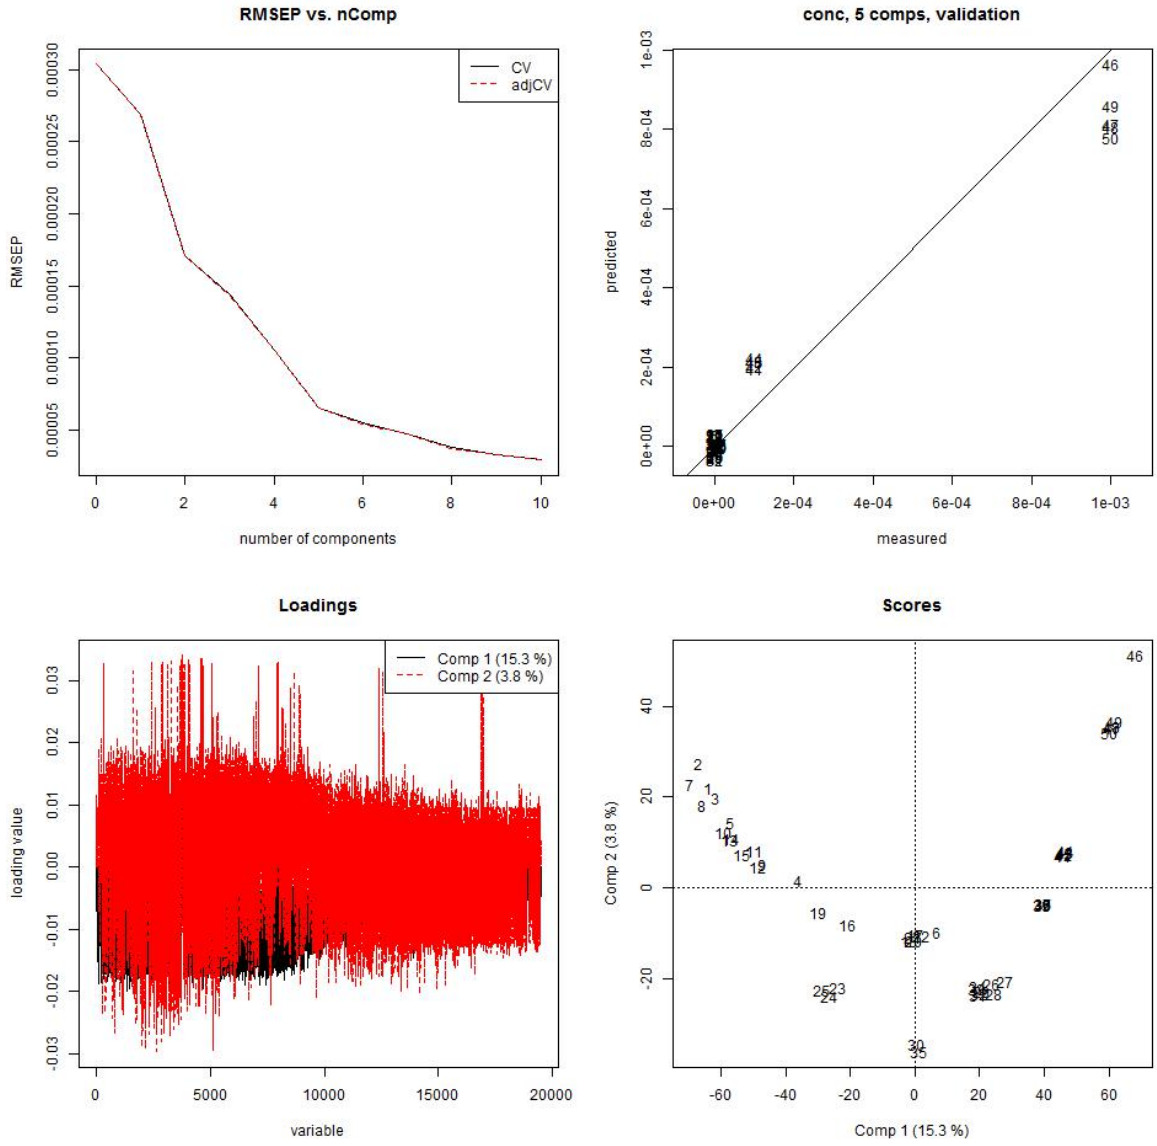 RMSEP vs. nComp
CV
adjCV
0.00030
0.00025
0.00020
0.00015
0.00010
0.00005
RMSEP
0 2 4 6 8 10
number of components
conc, 5 comps, validation
1e-03
8e-04
6e-04
4e-04
2e-04
0e+00
predicted
46
49
47
50
44
44
0e+00 2e-04 4e-04 6e-04 8e-04 1e-03
measured
Loadings
Comp 1 (15.3 %)
Comp 2 (3.8 %)
0.03
0.02
0.01
0.00
-0.01
-0.02
-0.03
loading value
0 5000 10000 15000 20000
variable
Scores
40
20
0
20
Comp 2 (3.8 %)
46
49
50
2
7 1
8 3
5
10
15 11
4
19
16
6
25 23
24
26 27
28
30
35
-60 -40 -20 0 20 40 60
Comp 1 (15.3 %)